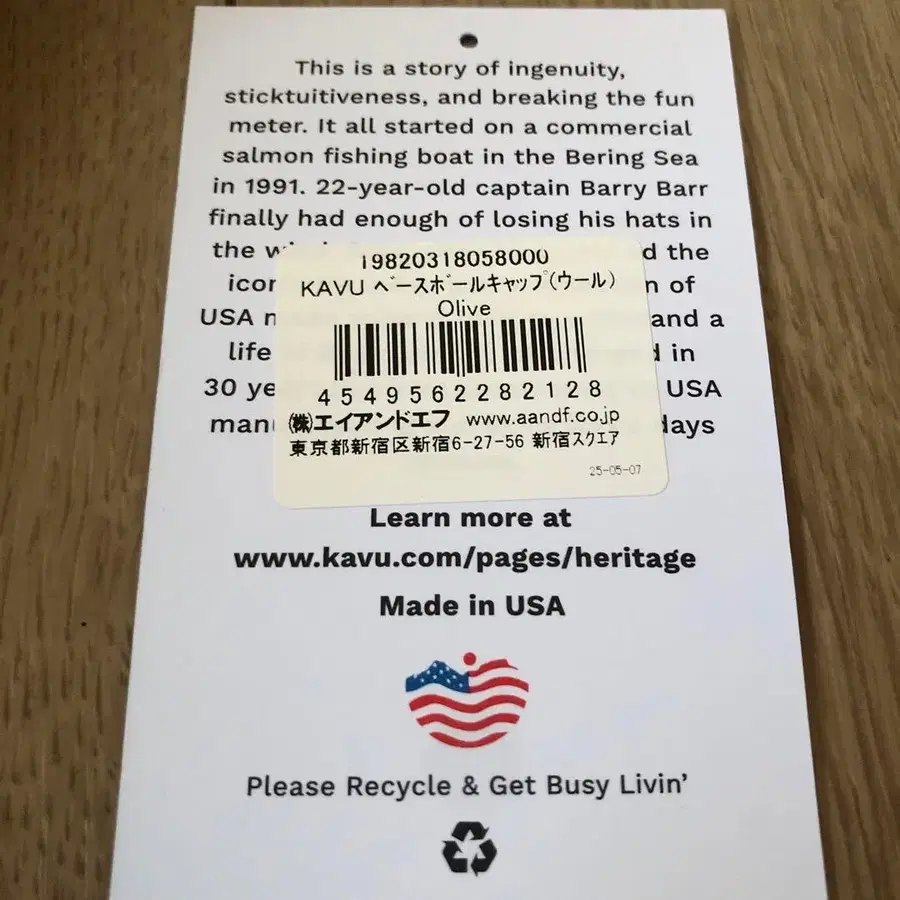 This is a story of ingenuity,
sticktuitiveness, and breaking the fun
meter. It all started on a commercial
salmon fishing boat in the Bering Sea
in 1991. 22-year-old captain Barry Barr
finally had enough of losing his hats in
the the
of
USA and a
life in
30 USA
days
19820318058000
KAVU ベースボールキャップ(ウール)
Olive
4549562282128
㈱エイアンドエフ www.aandf.co.jp
東京都新宿区新宿6-27-56 新宿スクエア
25-05-07
Learn more at
www.kavu.com/pages/heritage
Made in USA
Please Recycle & Get Busy Livin’